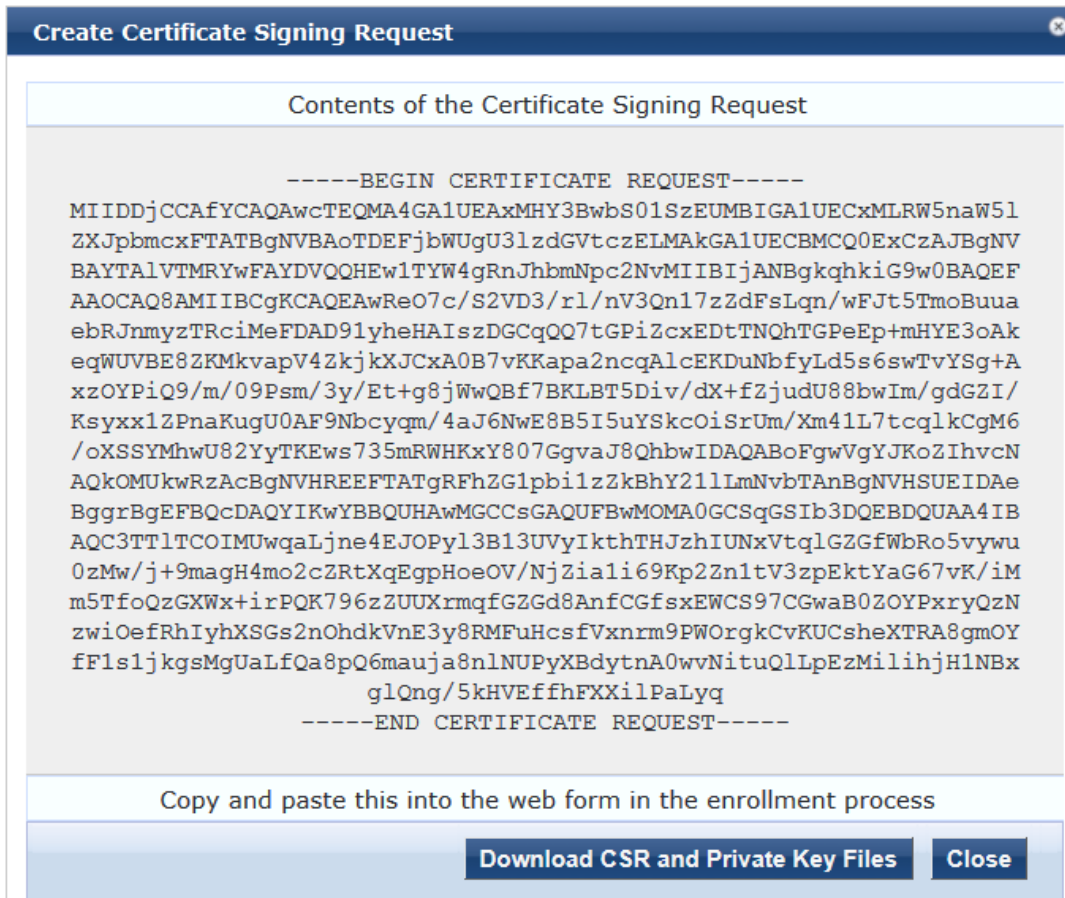 Create Certificate Signing Request
Contents of the Certificate Signing Request
-----BEGIN CERTIFICATE REQUEST-----
MIIDDjCCAfYCAQAwcTEQMA4GA1UEAxMHY3BwbS01SzEUMBIGA1UECxMLRW5naW5l
ZXJpbmcxFTATBgNVBAoTDEFjbWUgU3lzdGVtczELMAkGA1UECBMCQ0ExCzAJBgNV
BAYTAlVTMRYwFAYDVQQHEw1TYW4gRnJhbmNpc2NvMIIBIjANBgkqhkiG9w0BAQEF
AAOCAQ8AMIIBCgKCAQEAwReO7c/S2VD3/rl/nV3Qn17zZdFsLqn/wFJt5TmoBuua
ebRJnmyzTRciMeFDAD91yheHAIszDGCqQQ7tGPiZcxEDtTNQhTGPeEp+mHYE3oAk
eqWUVBE8ZKMkvapV4ZkjkXJCxA0B7vKKapa2ncqAlcEKDuNbfyLd5s6swTvYSg+A
xzOYPiQ9/m/09Psm/3y/Et+g8jWwQBf7BKLBT5Div/dX+fZjudU88bwIm/gdGZI/
Ksyxx1ZPnaKugU0AF9Nbcyqm/4aJ6NwE8B5I5uYSkcOiSrUm/Xm41L7tcqlkCgM6
/oXSSYMhwU82YyTKEws735mRWHKxY807GgvaJ8QhbwIDAQABoFgwVgYJKoZIhvcN
AQkOMUkwRzAcBgNVHREEFTATgRFhZG1pbi1zZkBhY21lLmNvbTAnBgNVHSUEIDAe
BggrBgEFBQcDAQYIKwYBBQUHAwMGCCsGAQUFBwMOMA0GCSqGSIb3DQEBDQUAA4IB
AQC3TTlTCOIMUwqaLjne4EJOPyl3B13UVyIkthTHJzhIUNxVtqlGZGfWbRo5vywu
0zMw/j+9magH4mo2cZRtXqEgpHoeOV/NjZia1i69Kp2Zn1tV3zpEktYaG67vK/iM
m5TfoQzGXWx+irPQK796zZUUXrmqfGZGd8AnfCGfsxEWCS97CGwaB0ZOYPxryQzN
zwiOefRhIyhXSGs2nOhdkVnE3y8RMFuHcsfVxnrm9PWOrgkCvKUCsheXTRA8gmOY
fF1s1jkgsMgUaLfQa8pQ6mauja8nlNUPyXBdytnA0wvNituQlLpEzMilihjH1NBx
glQng/5kHVEffhFXXilPaLyq
-----END CERTIFICATE REQUEST-----
Copy and paste this into the web form in the enrollment process
Download CSR and Private Key Files Close